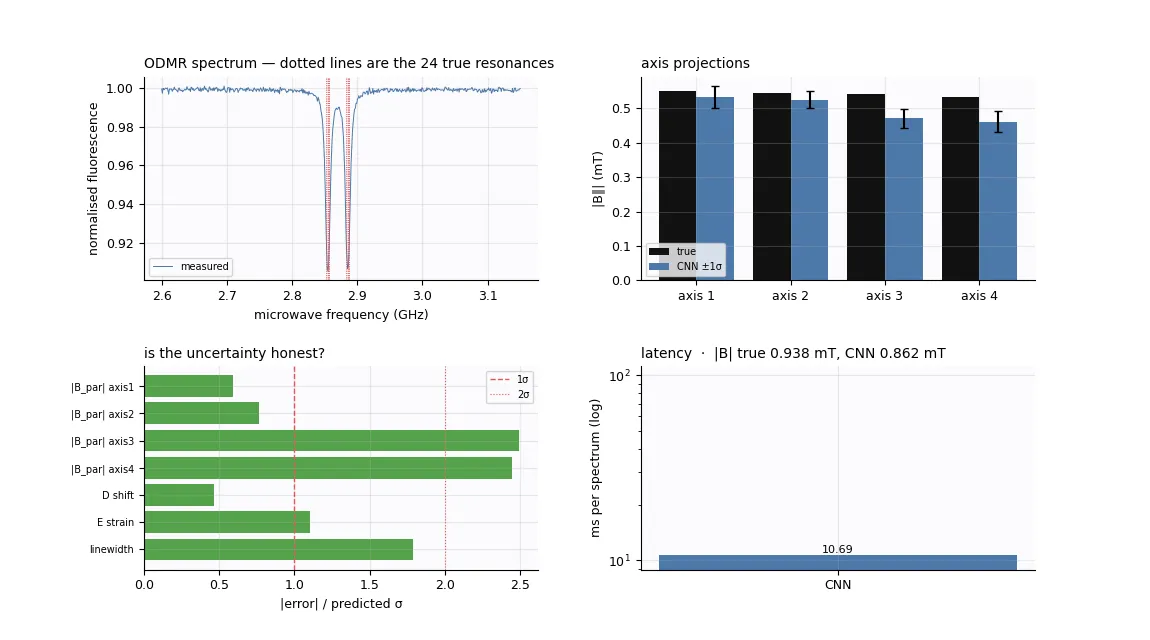 ODMR spectrum — dotted lines are the 24 true resonances
normalised fluorescence
1.00
0.98
0.96
0.94
0.92
measured
2.6 2.7 2.8 2.9 3.0 3.1
microwave frequency (GHz)
axis projections
|B▯| (mT)
0.5
0.4
0.3
0.2
0.1
0.0
true
CNN ±1σ
axis 1 axis 2 axis 3 axis 4
is the uncertainty honest?
|B_par| axis1
|B_par| axis2
|B_par| axis3
|B_par| axis4
D shift
E strain
linewidth
1σ
2σ
0.0 0.5 1.0 1.5 2.0 2.5
|error| / predicted σ
latency · |B| true 0.938 mT, CNN 0.862 mT
ms per spectrum (log)
10²
10¹
10.69
CNN